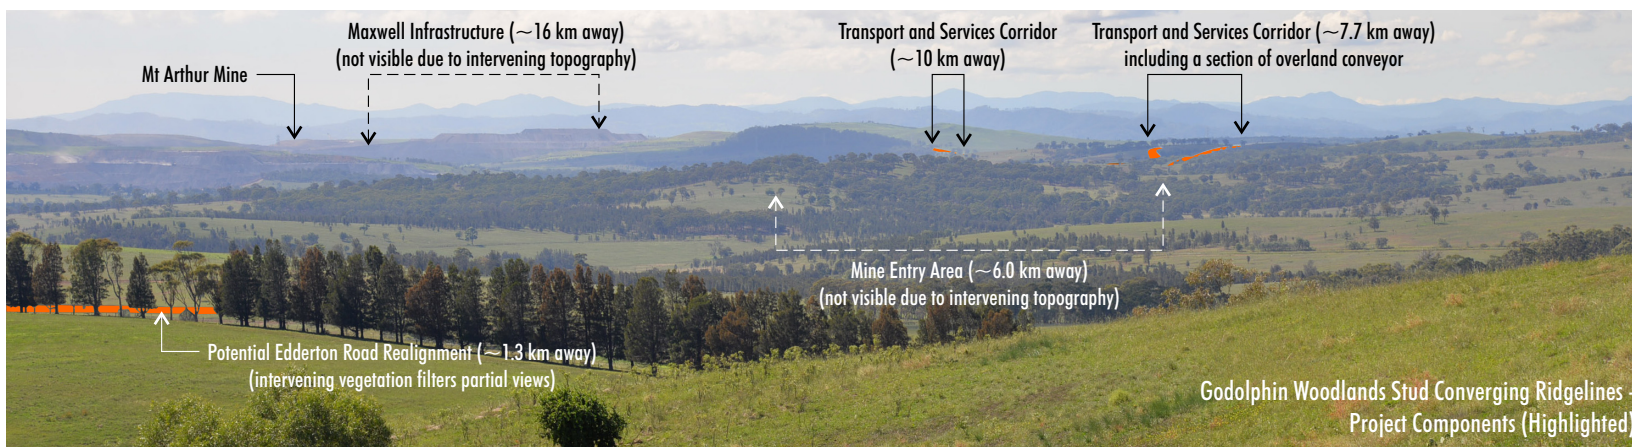 Maxwell Infrastructure (~16 km away)
(not visible due to intervening topography)
Transport and Services Corridor
(~10 km away)
Transport and Services Corridor (~7.7 km away)
including a section of overland conveyor
Mt Arthur Mine
Mine Entry Area (~6.0 km away)
(not visible due to intervening topography)
Potential Edderton Road Realignment (~1.3 km away)
(intervening vegetation filters partial views)
Godolphin Woodlands Stud Converging Ridgelines -
Project Components (Highlighted)